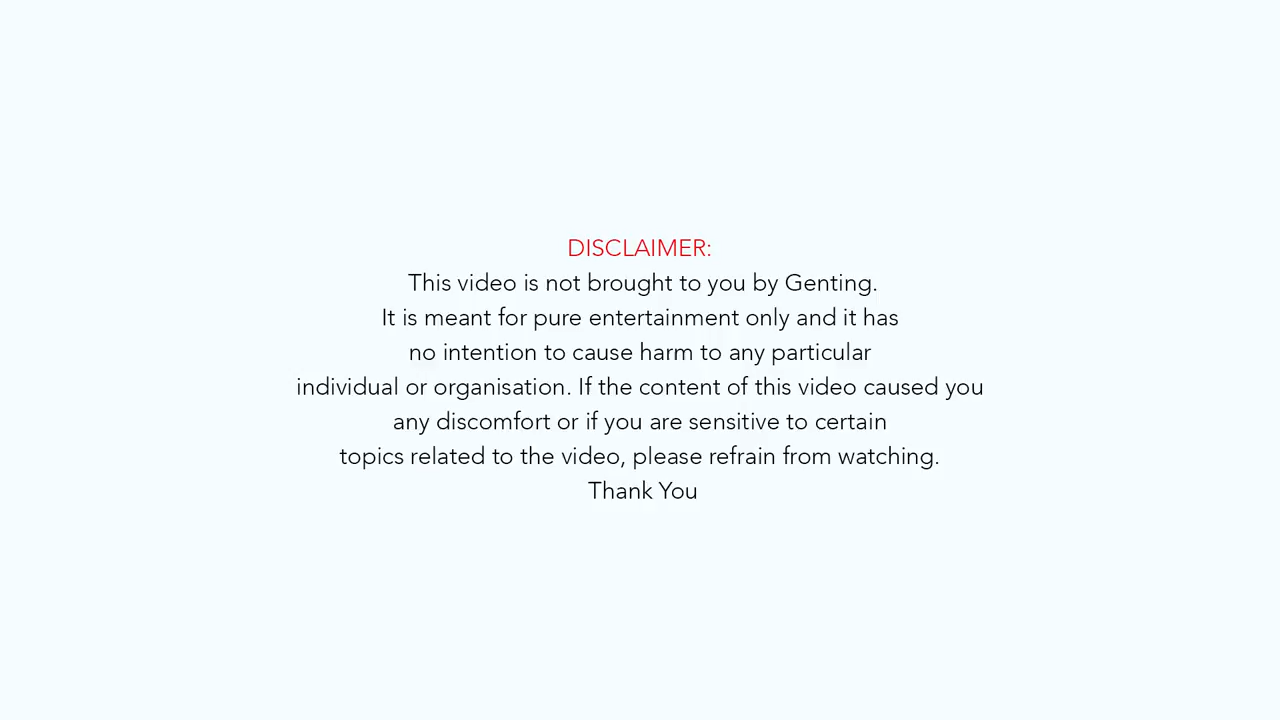 DISCLAIMER:
This video is not brought to you by Genting.
It is meant for pure entertainment only and it has
no intention to cause harm to any particular
individual or organisation. If the content of this video caused you
any discomfort or if you are sensitive to certain
topics related to the video, please refrain from watching.
Thank You